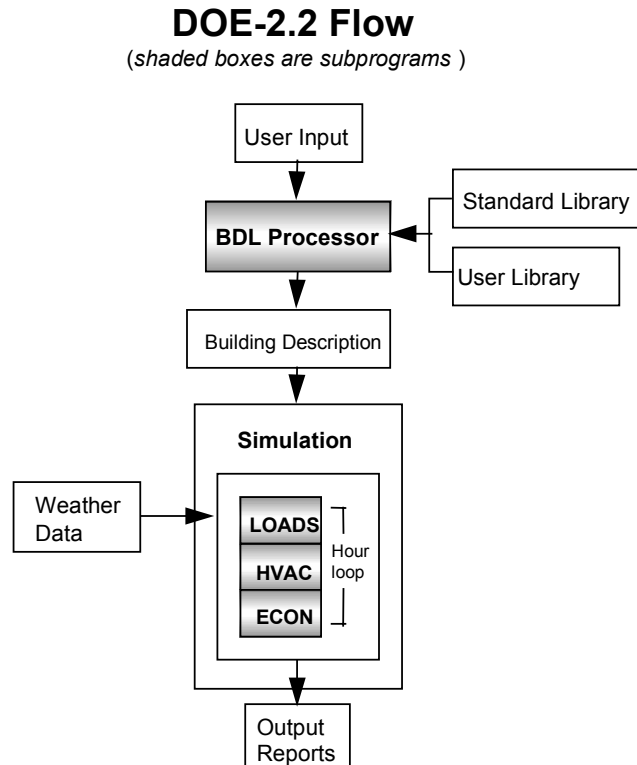 DOE-2.2 Flow
(shaded boxes are subprograms )
User Input
Standard Library
BDL Processor
User Library
Building Description
Simulation
Weather
Data
LOADS
Hour
loop
HVAC
ECON
Output
Reports